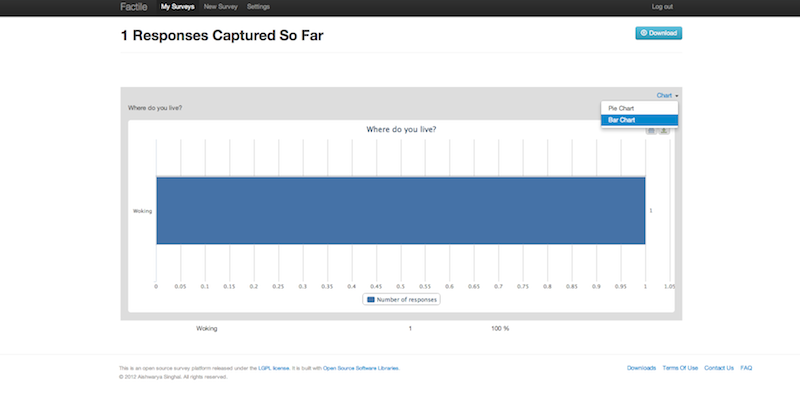 Factile My Surveys New Survey Settings Log out
1 Responses Captured So Far
Download
Chart
Where do you live?
Pie Chart
Bar Chart
Where do you live?
Woking
1
0 0.05 0.1 0.15 0.2 0.25 0.3 0.35 0.4 0.45 0.5 0.55 0.6 0.65 0.7 0.75 0.8 0.85 0.9 0.95 1 1.05
Number of responses
Woking 1 100 %
This is an open source survey platform released under the LGPL license. It is built with Open Source Software Libraries.
© 2012 Aishwarya Singhal. All rights reserved.
Downloads Terms Of Use Contact Us FAQ